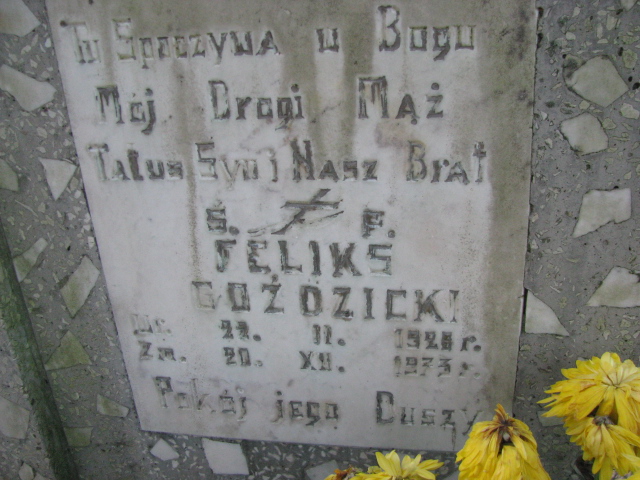 Tu Spoczywa u Bogu
Mój Drogi Mąż
Tatuś Syn i Nasz Brat
Ś. P.
FELIKS
GOŹDZICKI
ur. 22. II. 1928 r.
Zm. 20. XII. 1973 r.
Pokój jego Duszy